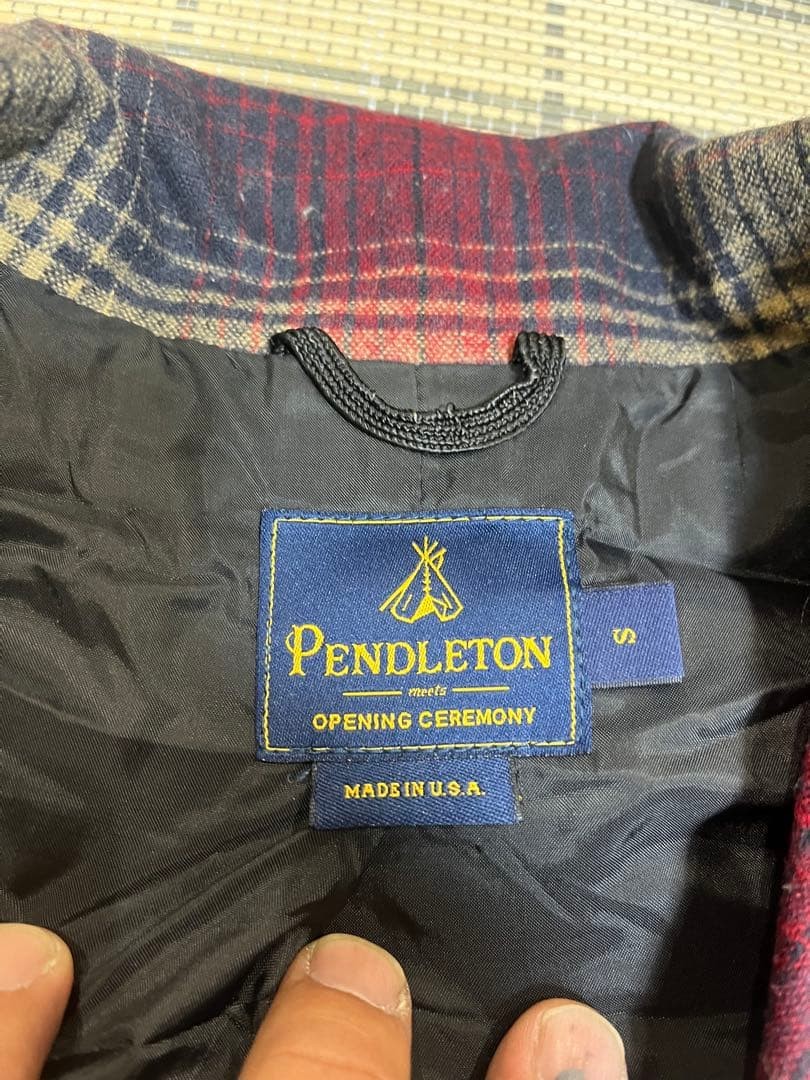 PENDLETON
meets
OPENING CEREMONY
S
MADE IN U.S.A.